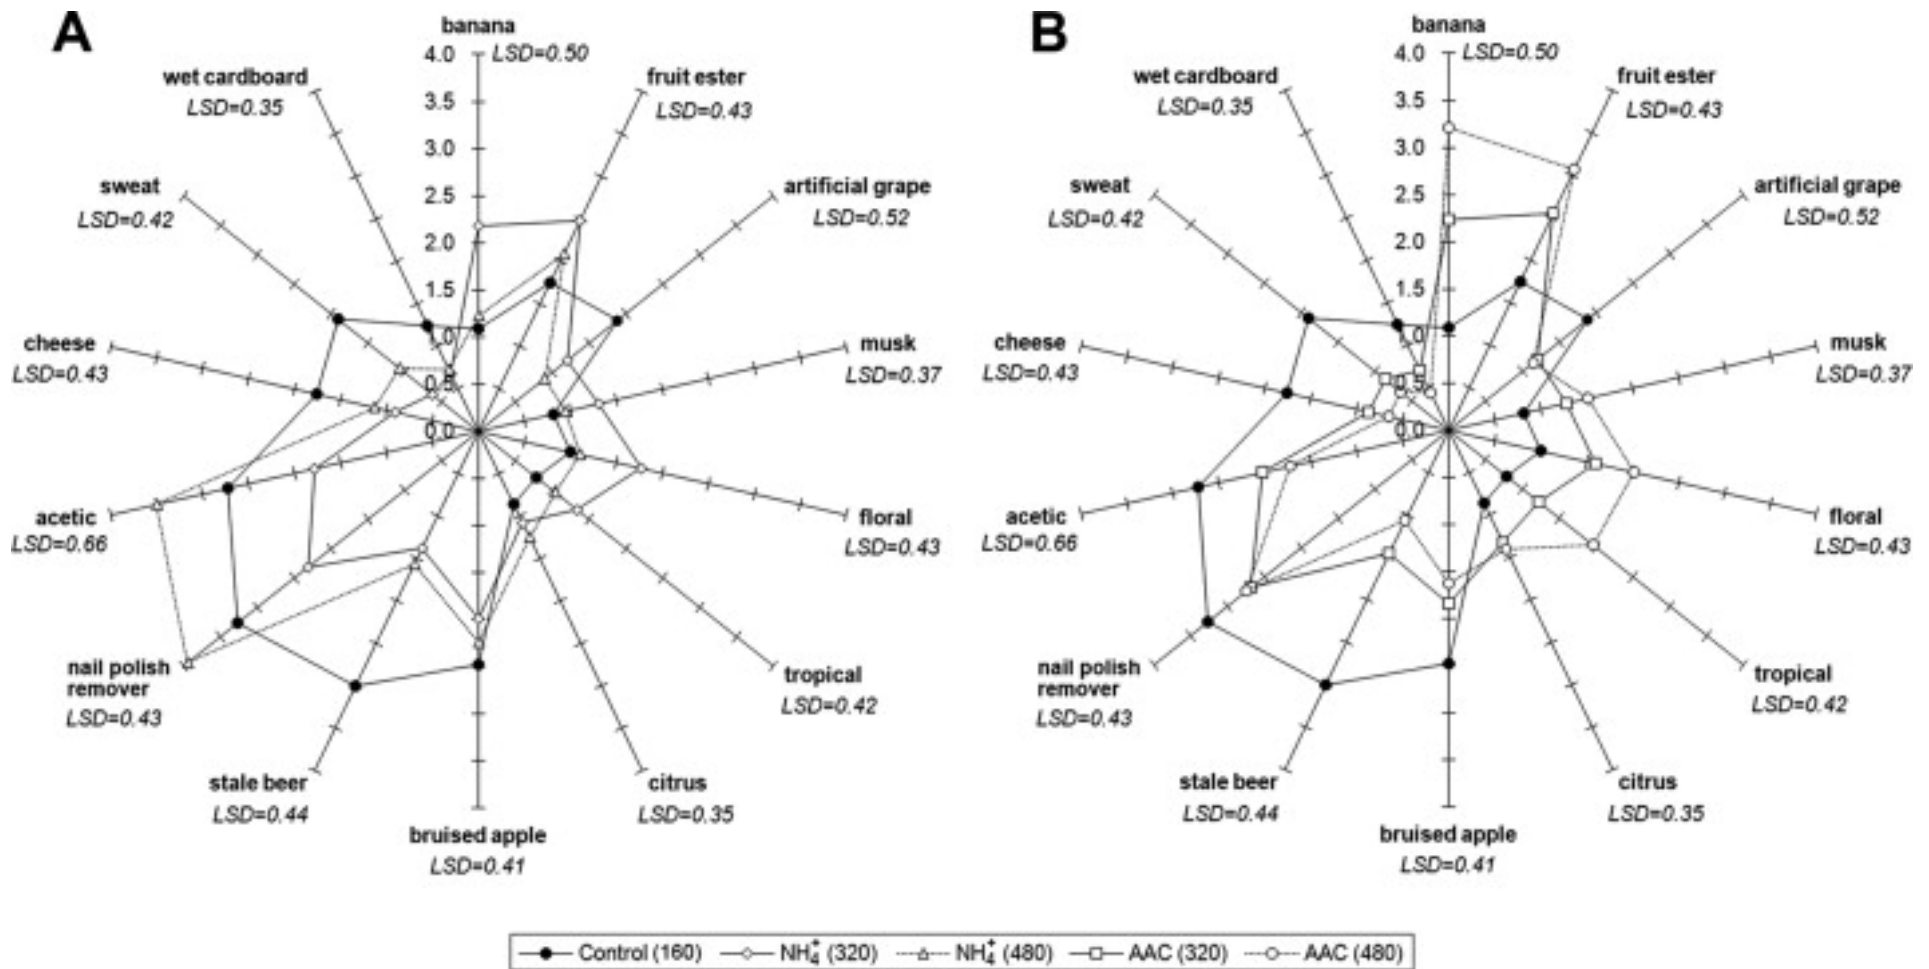 A
banana
LSD=0.50
fruit ester
LSD=0.43
artificial grape
LSD=0.52
musk
LSD=0.37
floral
LSD=0.43
tropical
LSD=0.42
citrus
LSD=0.35
bruised apple
LSD=0.41
stale beer
LSD=0.44
nail polish
remover
LSD=0.43
acetic
LSD=0.66
cheese
LSD=0.43
sweat
LSD=0.42
wet cardboard
LSD=0.35
4.0
3.5
3.0
2.5
2.0
1.5
0.5
0.0
B
banana
LSD=0.50
fruit ester
LSD=0.43
artificial grape
LSD=0.52
musk
LSD=0.37
floral
LSD=0.43
tropical
LSD=0.42
citrus
LSD=0.35
bruised apple
LSD=0.41
stale beer
LSD=0.44
nail polish
remover
LSD=0.43
acetic
LSD=0.66
cheese
LSD=0.43
sweat
LSD=0.42
wet cardboard
LSD=0.35
4.0
3.5
3.0
2.5
2.0
1.5
0.5
0.0
Control (160) NH₄⁺ (320) NH₄⁺ (480) AAC (320) AAC (480)